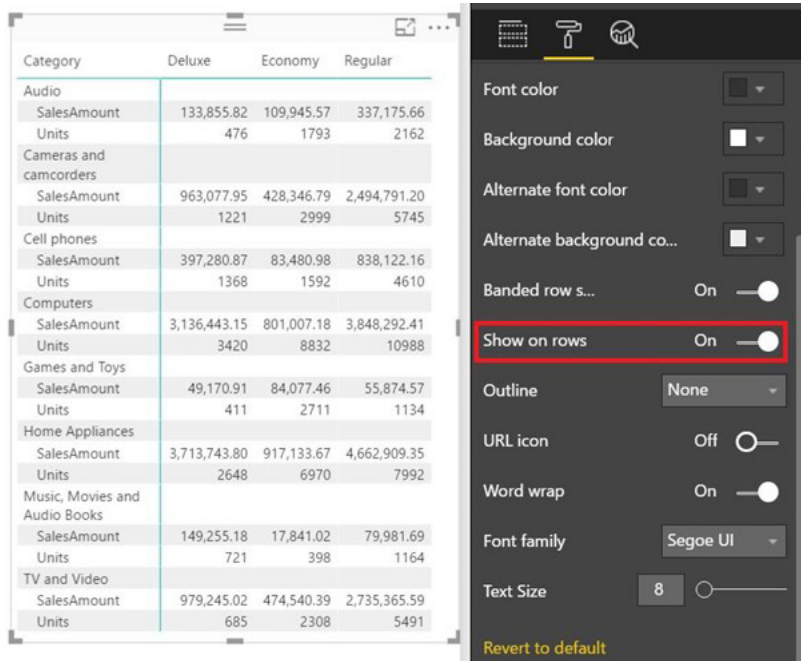 Category Deluxe Economy Regular
Audio
SalesAmount 133,855.82 109,945.57 337,175.66
Units 476 1793 2162
Cameras and
camcorders
SalesAmount 963,077.95 428,346.79 2,494,791.20
Units 1221 2999 5745
Cell phones
SalesAmount 397,280.87 83,480.98 838,122.16
Units 1368 1592 4610
Computers
SalesAmount 3,136,443.15 801,007.18 3,848,292.41
Units 3420 8832 10988
Games and Toys
SalesAmount 49,170.91 84,077.46 55,874.57
Units 411 2711 1134
Home Appliances
SalesAmount 3,713,743.80 917,133.67 4,662,909.35
Units 2648 6970 7992
Music, Movies and
Audio Books
SalesAmount 149,255.18 17,841.02 79,981.69
Units 721 398 1164
TV and Video
SalesAmount 979,245.02 474,540.39 2,735,365.59
Units 685 2308 5491
Font color
Background color
Alternate font color
Alternate background co...
Banded row s... On
Show on rows On
Outline None
URL icon Off
Word wrap On
Font family Segoe UI
Text Size 8
Revert to default